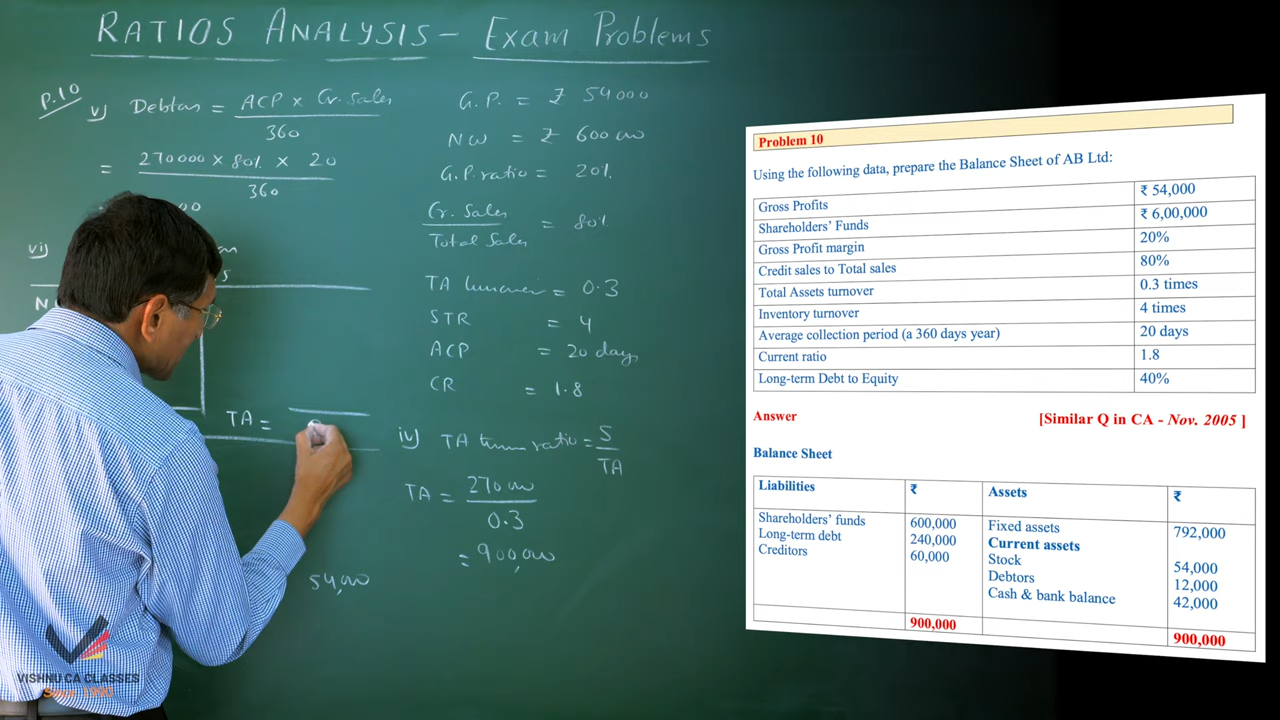 RATIOS ANALYSIS - Exam Problems
P.10
v) Debtors = ACP × Cr. Sales
360
= 270000 × 80% × 20
360
vi)
G.P. = ₹ 54000
NW = ₹ 600000
G.P. ratio = 20%
Cr. Sales
Total Sales
= 80%
TA turnover = 0.3
STR = 4
ACP = 20 days
CR = 1.8
TA =
iv) TA turn ratio = S
TA
TA = 270000
0.3
= 900,000
54,000
VISHNU CA CLASSES
Since 1990
Problem 10
Using the following data, prepare the Balance Sheet of AB Ltd:
Gross Profits ₹ 54,000
Shareholders' Funds ₹ 6,00,000
Gross Profit margin 20%
Credit sales to Total sales 80%
Total Assets turnover 0.3 times
Inventory turnover 4 times
Average collection period (a 360 days year) 20 days
Current ratio 1.8
Long-term Debt to Equity 40%
Answer [Similar Q in CA - Nov. 2005 ]
Balance Sheet
Liabilities ₹ Assets ₹
Shareholders' funds 600,000 Fixed assets 792,000
Long-term debt 240,000 Current assets
Creditors 60,000 Stock 54,000
Debtors 12,000
Cash & bank balance 42,000
900,000 900,000